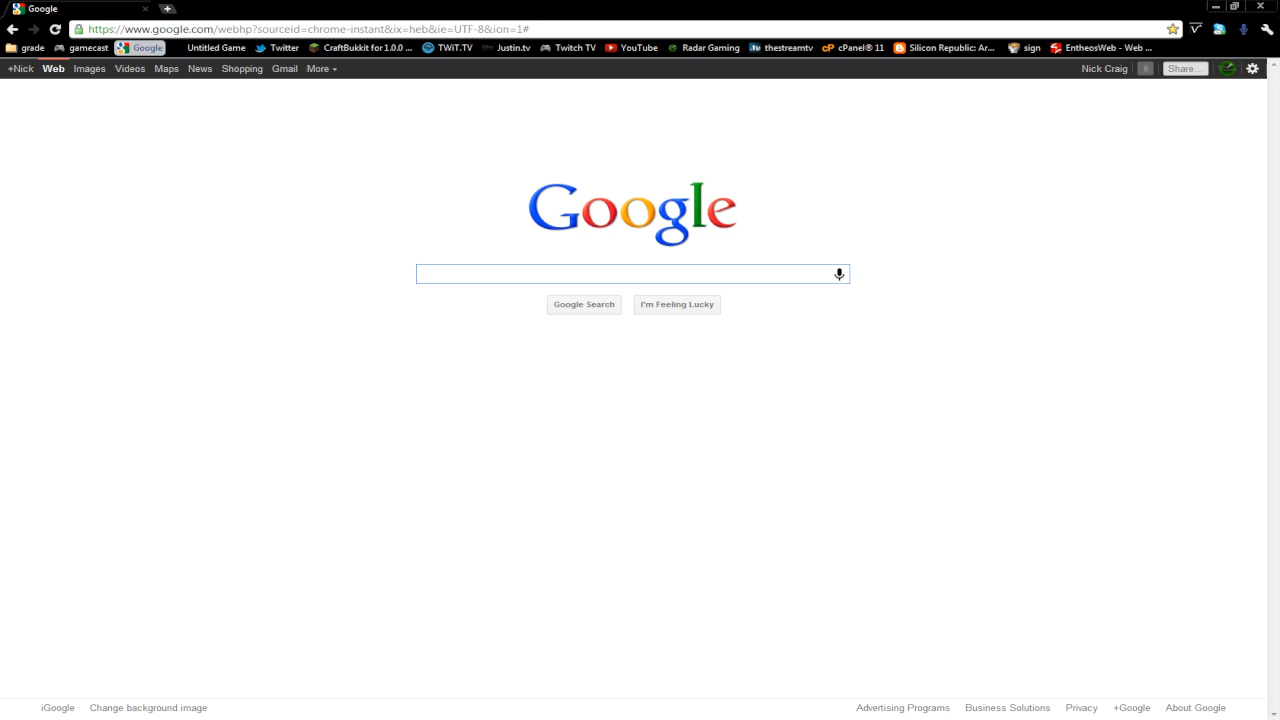 Google
https://www.google.com/webhp?sourceid=chrome-instant&ix=heb&ie=UTF-8&ion=1#
grade gamecast Google Untitled Game Twitter CraftBukkit for 1.0.0 ... TWiT.TV Justin.tv Twitch TV YouTube Radar Gaming thestreamtv cPanel® 11 Silicon Republic: Ar... sign EntheosWeb - Web ...
+Nick Web Images Videos Maps News Shopping Gmail More Nick Craig 0 Share...
Google
Google Search I'm Feeling Lucky
iGoogle Change background image Advertising Programs Business Solutions Privacy +Google About Google